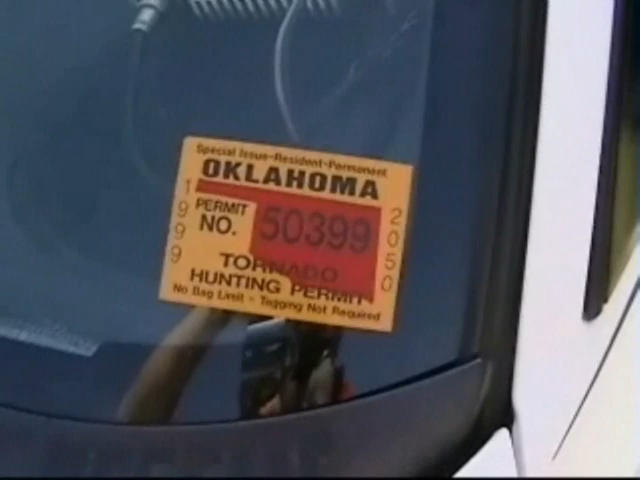 Special Issue-Resident-Permanent
OKLAHOMA
1999
PERMIT
NO.
50399
2050
TORNADO
HUNTING PERMIT
No Bag Limit - Tagging Not Required